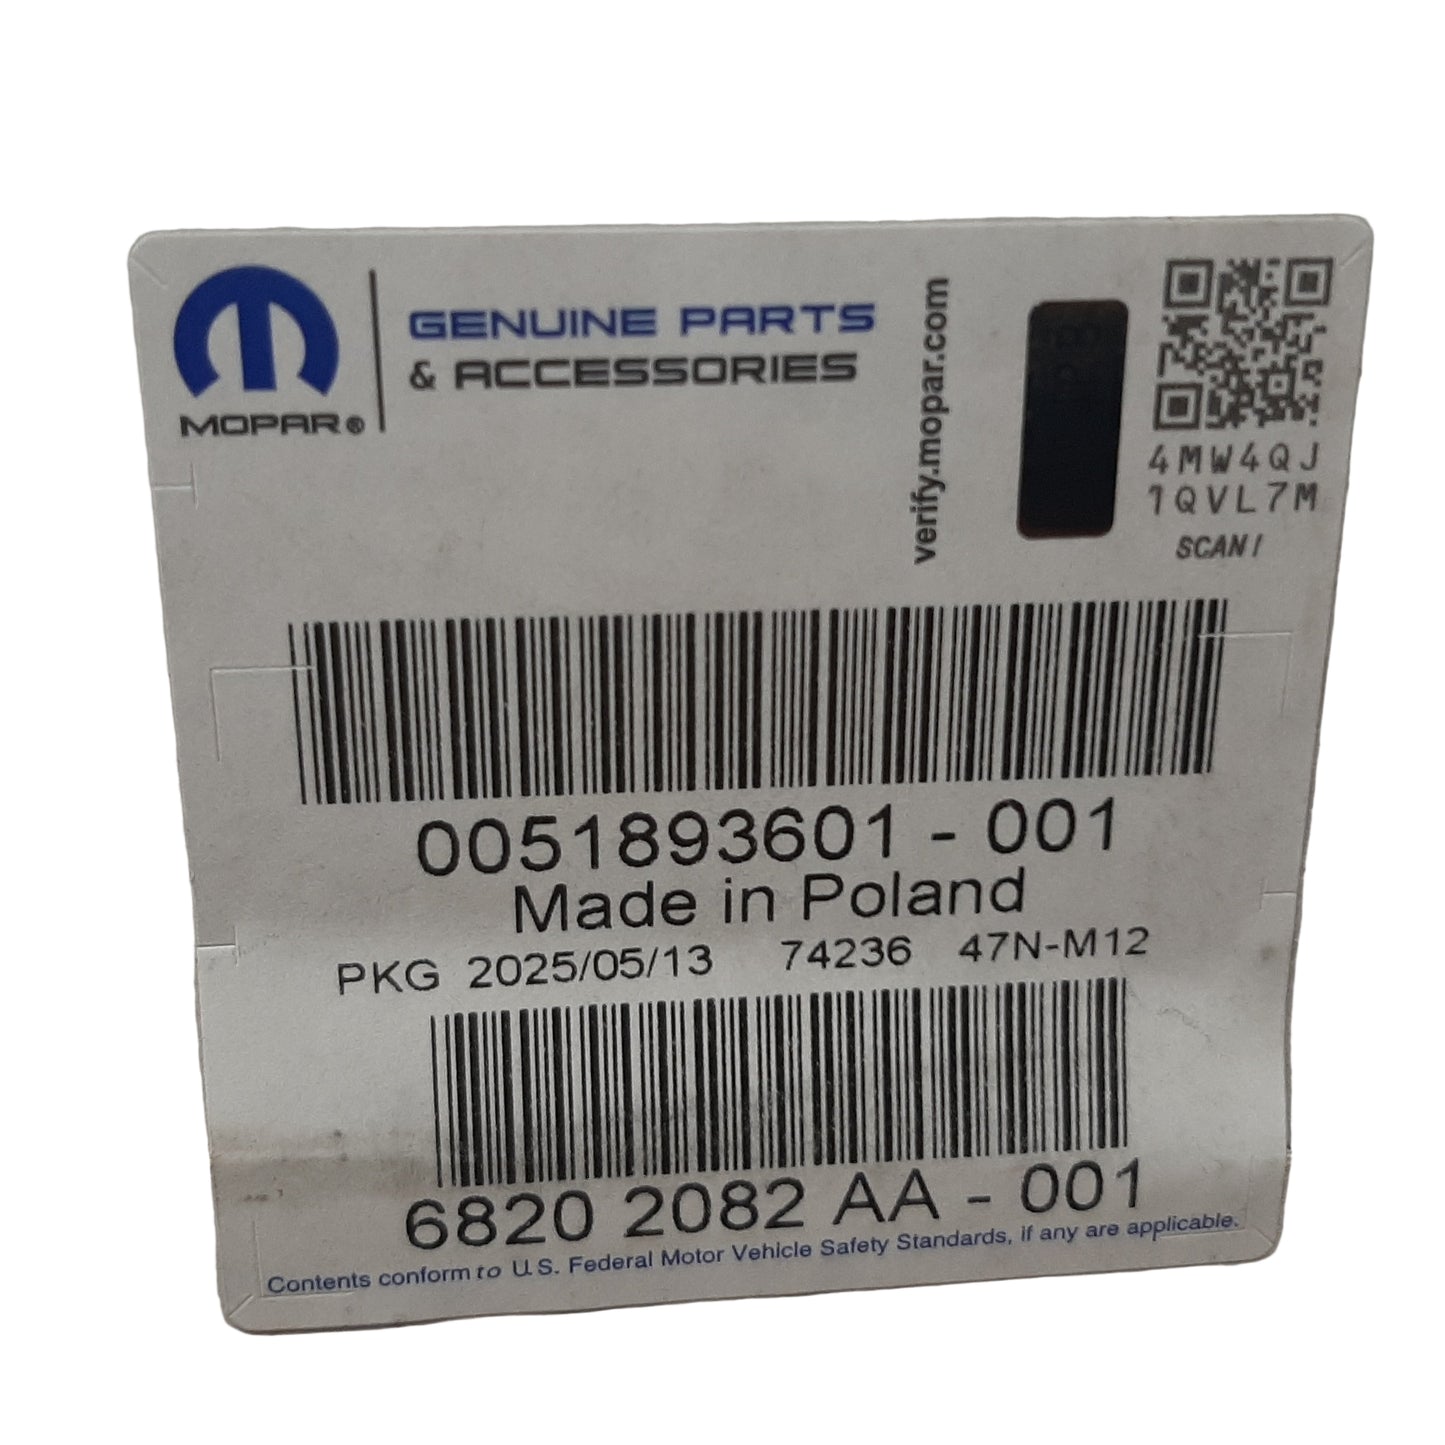 MOPAR®
GENUINE PARTS
& ACCESSORIES
verify.mopar.com
4MW4QJ
1QVL7M
SCAN!
0051893601 - 001
Made in Poland
PKG 2025/05/13 74236 47N-M12
6820 2082 AA - 001
Contents conform to U.S. Federal Motor Vehicle Safety Standards, if any are applicable.